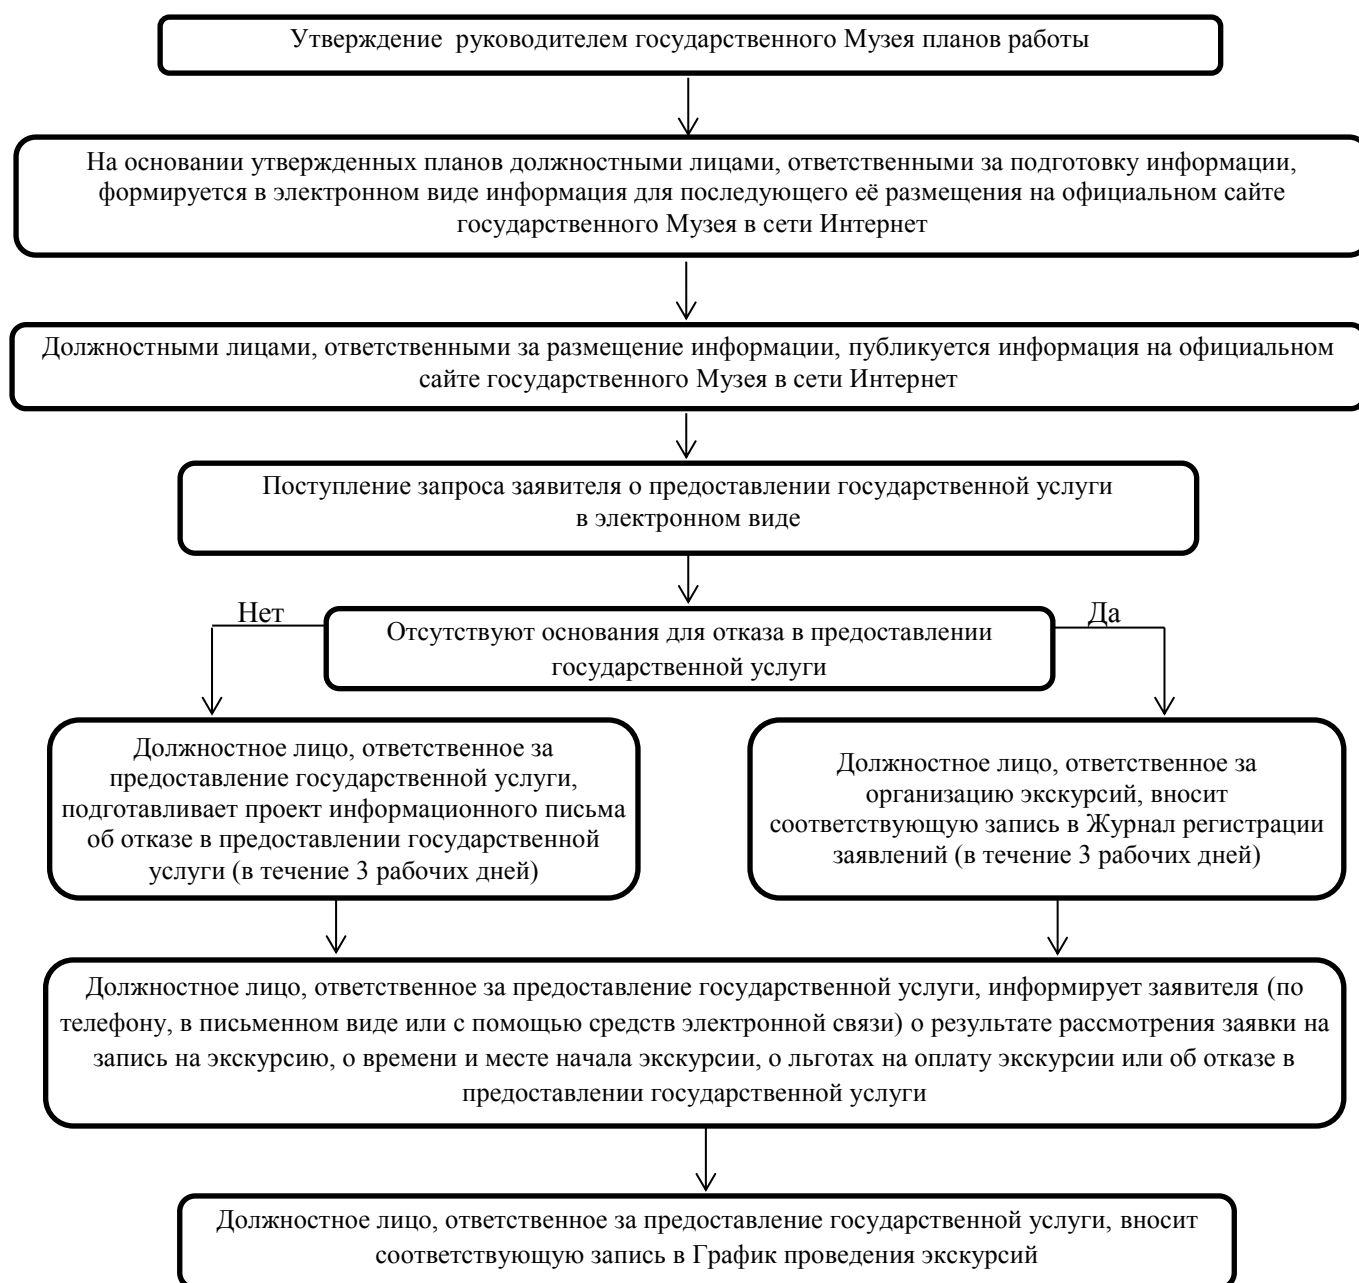 Утверждение руководителем государственного Музея планов работы
На основании утвержденных планов должностными лицами, ответственными за подготовку информации,
формируется в электронном виде информация для последующего её размещения на официальном сайте
государственного Музея в сети Интернет
Должностными лицами, ответственными за размещение информации, публикуется информация на официальном
сайте государственного Музея в сети Интернет
Поступление запроса заявителя о предоставлении государственной услуги
в электронном виде
Нет
Да
Отсутствуют основания для отказа в предоставлении
государственной услуги
Должностное лицо, ответственное за
предоставление государственной услуги,
подготавливает проект информационного письма
об отказе в предоставлении государственной
услуги (в течение 3 рабочих дней)
Должностное лицо, ответственное за
организацию экскурсий, вносит
соответствующую запись в Журнал регистрации
заявлений (в течение 3 рабочих дней)
Должностное лицо, ответственное за предоставление государственной услуги, информирует заявителя (по
телефону, в письменном виде или с помощью средств электронной связи) о результате рассмотрения заявки на
запись на экскурсию, о времени и месте начала экскурсии, о льготах на оплату экскурсии или об отказе в
предоставлении государственной услуги
Должностное лицо, ответственное за предоставление государственной услуги, вносит
соответствующую запись в График проведения экскурсий